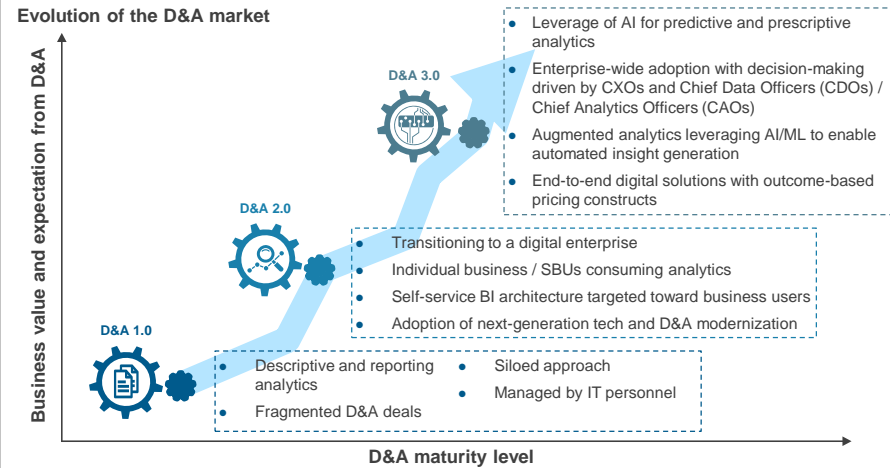 Evolution of the D&A market
Business value and expectation from D&A
D&A 3.0
● Leverage of AI for predictive and prescriptive
analytics
● Enterprise-wide adoption with decision-making
driven by CXOs and Chief Data Officers (CDOs) /
Chief Analytics Officers (CAOs)
● Augmented analytics leveraging AI/ML to enable
automated insight generation
● End-to-end digital solutions with outcome-based
pricing constructs
D&A 2.0
● Transitioning to a digital enterprise
● Individual business / SBUs consuming analytics
● Self-service BI architecture targeted toward business users
● Adoption of next-generation tech and D&A modernization
D&A 1.0
● Descriptive and reporting
analytics
● Fragmented D&A deals
● Siloed approach
● Managed by IT personnel
D&A maturity level